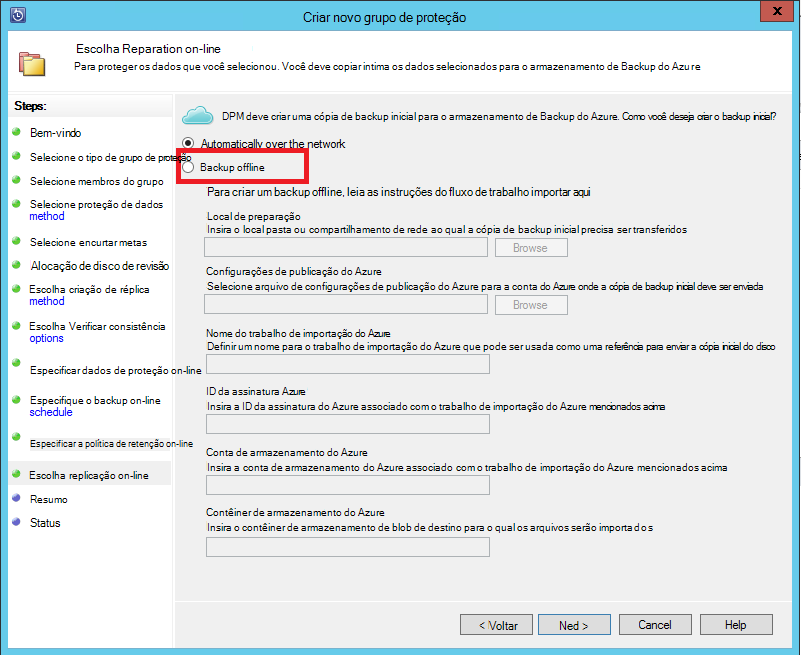 Criar novo grupo de proteção
X
Escolha Reparation on-line
Para proteger os dados que você selecionou. Você deve copiar intima os dados selecionados para o armazenamento de Backup do Azure
Steps:
Bem-vindo
Selecione o tipo de grupo de proteção
Selecione membros do grupo
Selecione proteção de dados
method
Selecione encurtar metas
Alocação de disco de revisão
Escolha criação de réplica
method
Escolha Verificar consistência
options
Especificar dados de proteção on-line
Especifique o backup on-line
schedule
Especificar a política de retenção on-line
Escolha replicação on-line
Resumo
Status
DPM deve criar uma cópia de backup inicial para o armazenamento de Backup do Azure. Como você deseja criar o backup inicial?
Automatically over the network
Backup offline
Para criar um backup offline, leia as instruções do fluxo de trabalho importar aqui
Local de preparação
Insira o local pasta ou compartilhamento de rede ao qual a cópia de backup inicial precisa ser transferidos
Browse
Configurações de publicação do Azure
Selecione arquivo de configurações de publicação do Azure para a conta do Azure onde a cópia de backup inicial deve ser enviada
Browse
Nome do trabalho de importação do Azure
Definir um nome para o trabalho de importação do Azure que pode ser usada como uma referência para enviar a cópia inicial do disco
ID da assinatura Azure
Insira a ID da assinatura do Azure associado com o trabalho de importação do Azure mencionados acima
Conta de armazenamento do Azure
Insira a conta de armazenamento do Azure associado com o trabalho de importação do Azure mencionados acima
Contêiner de armazenamento do Azure
Insira o contêiner de armazenamento de blob de destino para o qual os arquivos serão importados
< Voltar
Ned >
Cancel
Help